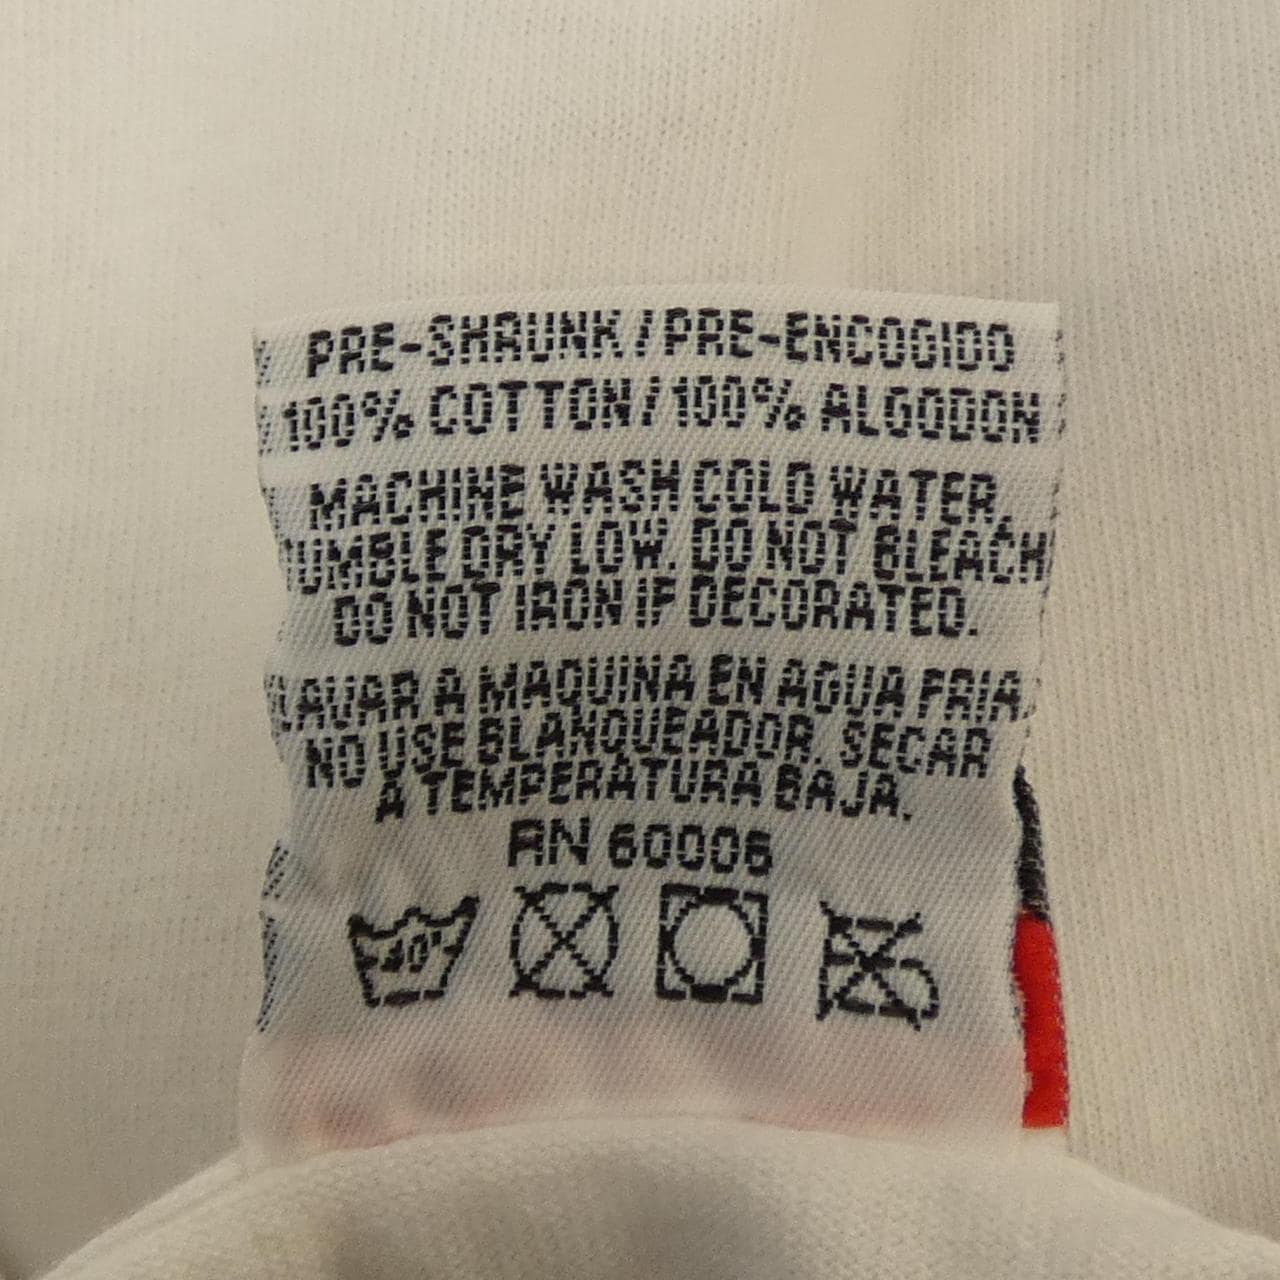 PRE-SHRUNK / PRE-ENCOGIDO
100% COTTON / 100% ALGODON
MACHINE WASH COLD WATER,
TUMBLE DRY LOW. DO NOT BLEACH
DO NOT IRON IF DECORATED.
LAVAR A MAQUINA EN AGUA FRIA,
NO USE BLANQUEADOR. SECAR
A TEMPERATURA BAJA.
RN 60006
40°